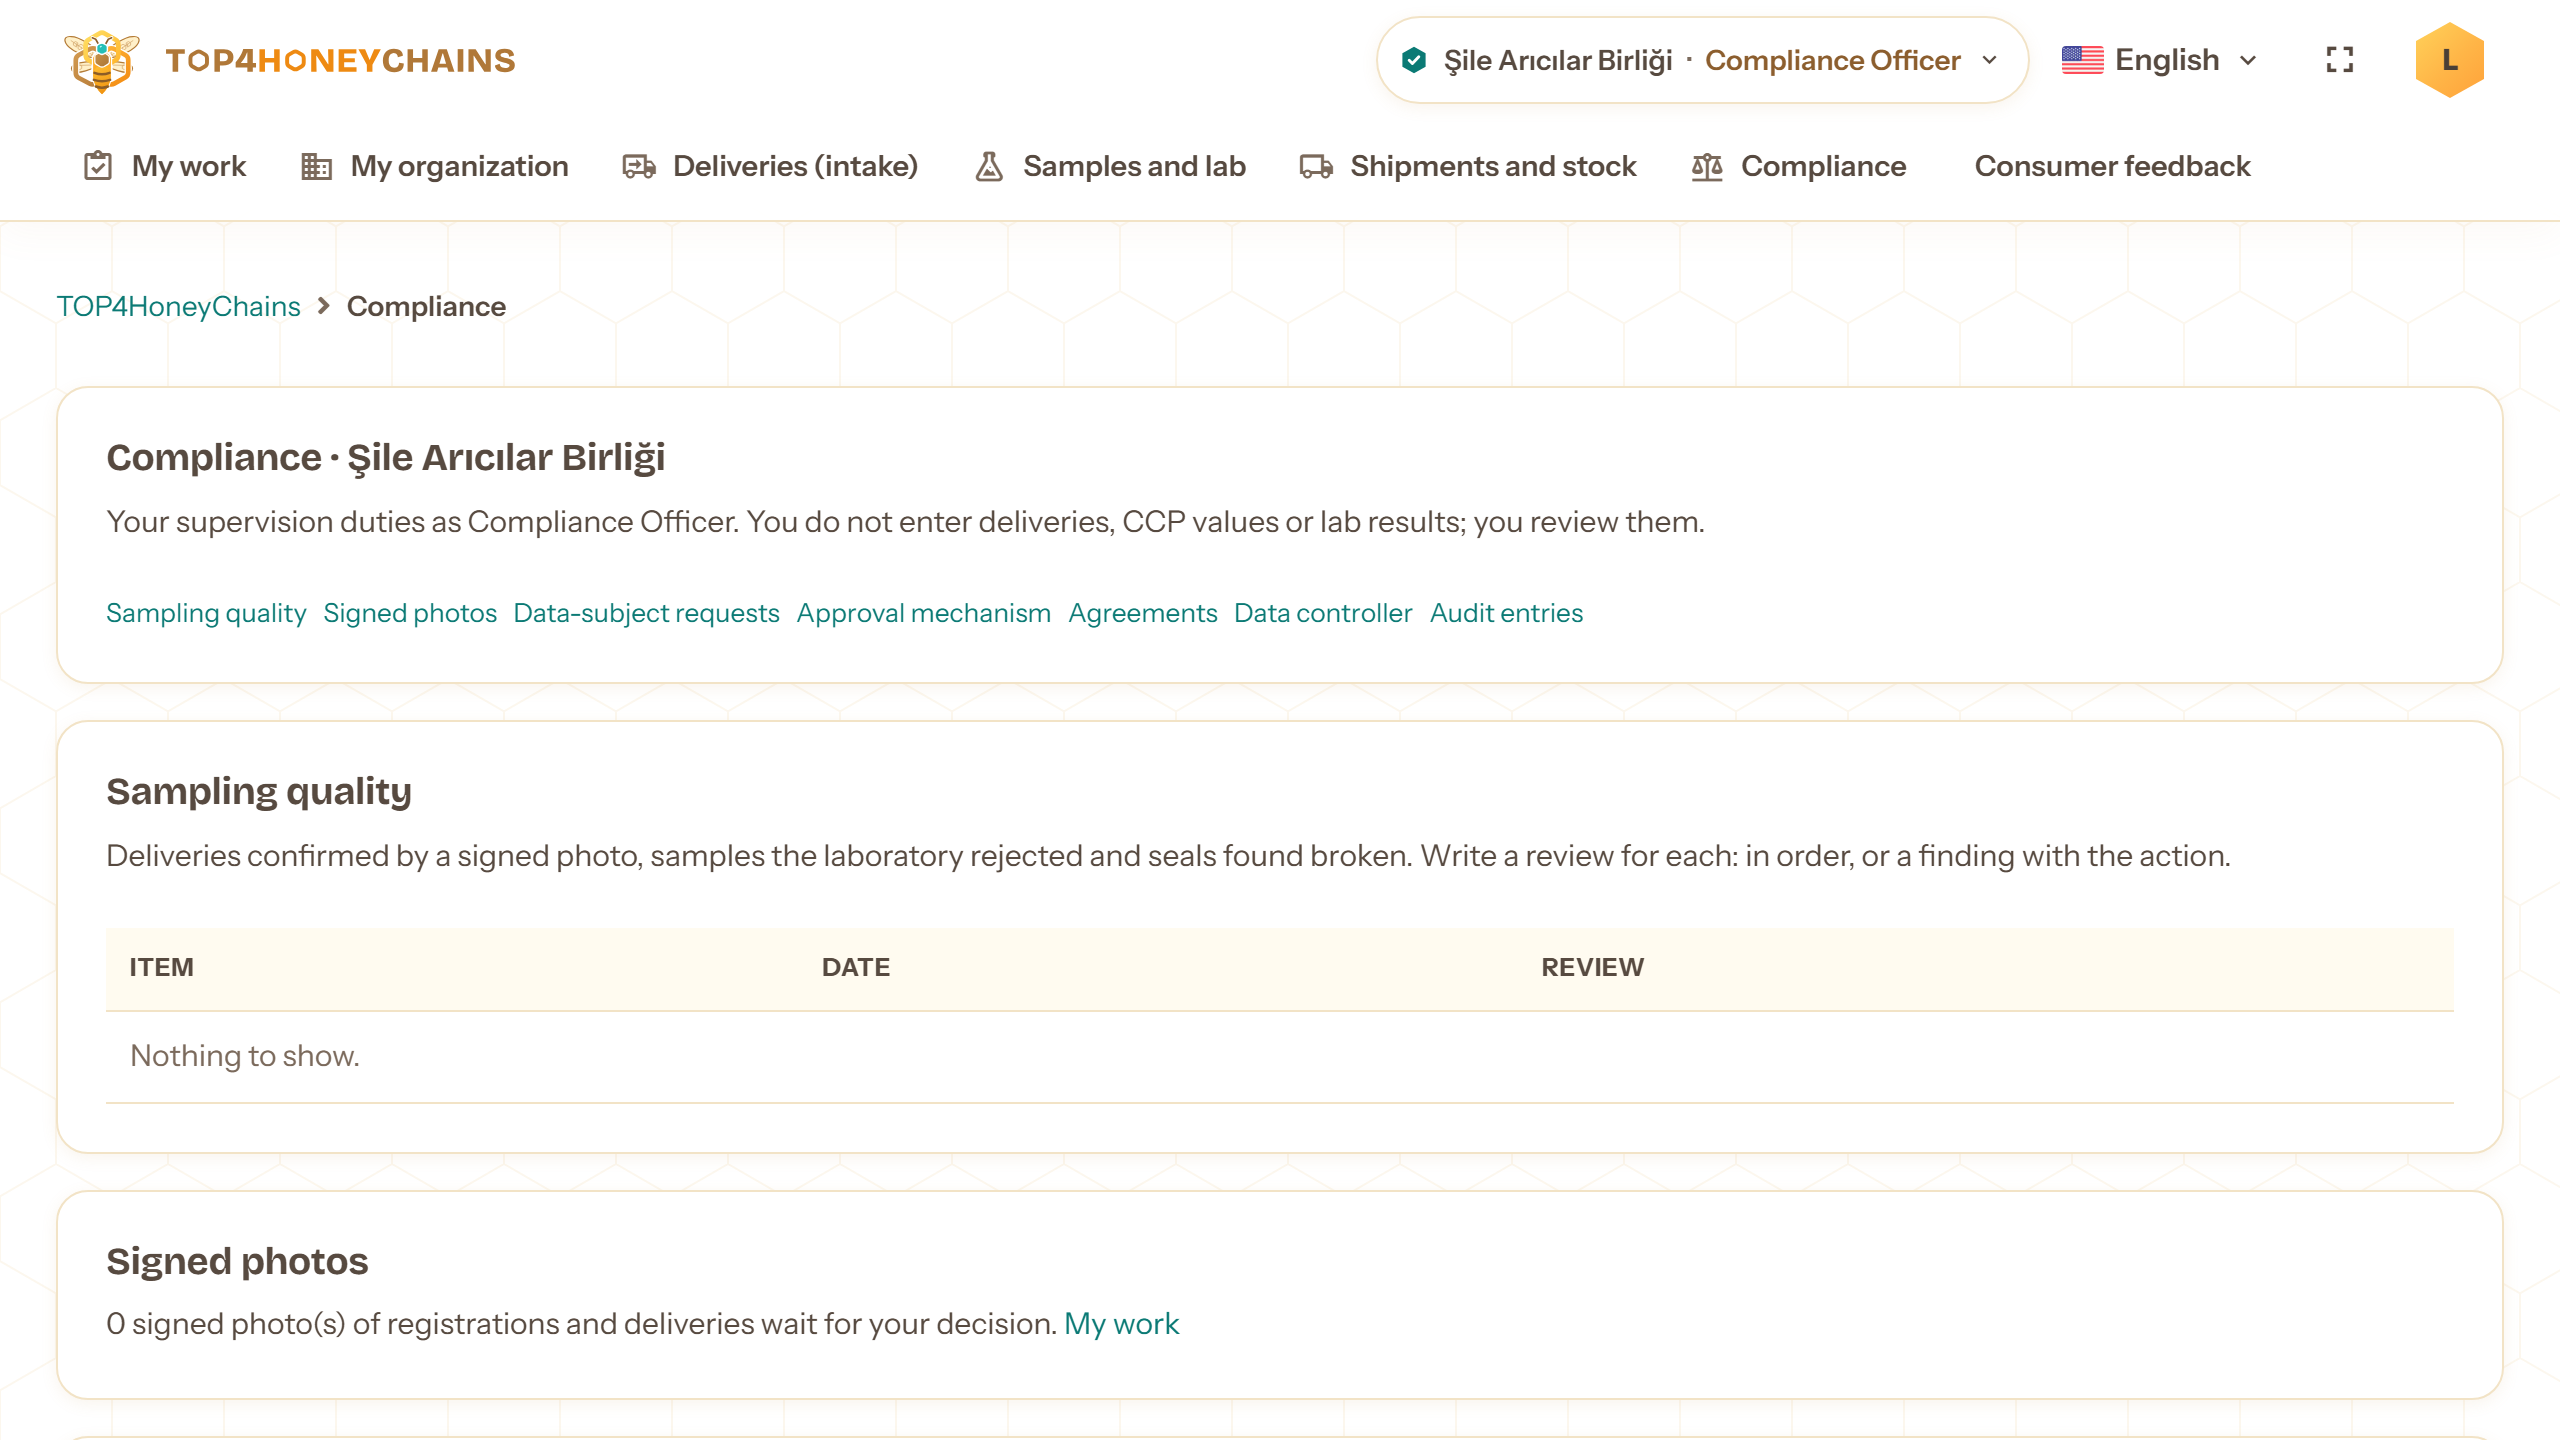 TOP4HONEYCHAINS
Şile Arıcılar Birliği · Compliance Officer
English
L
My work
My organization
Deliveries (intake)
Samples and lab
Shipments and stock
Compliance
Consumer feedback
TOP4HoneyChains > Compliance
Compliance · Şile Arıcılar Birliği
Your supervision duties as Compliance Officer. You do not enter deliveries, CCP values or lab results; you review them.
Sampling quality Signed photos Data-subject requests Approval mechanism Agreements Data controller Audit entries
Sampling quality
Deliveries confirmed by a signed photo, samples the laboratory rejected and seals found broken. Write a review for each: in order, or a finding with the action.
ITEM DATE REVIEW
Nothing to show.
Signed photos
0 signed photo(s) of registrations and deliveries wait for your decision. My work